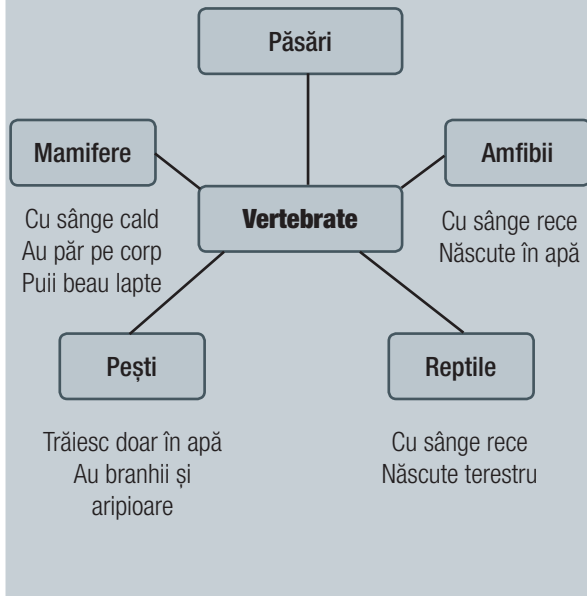 Păsări
Mamifere
Amfibii
Vertebrate
Cu sânge cald
Au păr pe corp
Puii beau lapte
Cu sânge rece
Născute în apă
Pești
Reptile
Trăiesc doar în apă
Au branhii și
aripioare
Cu sânge rece
Născute terestru